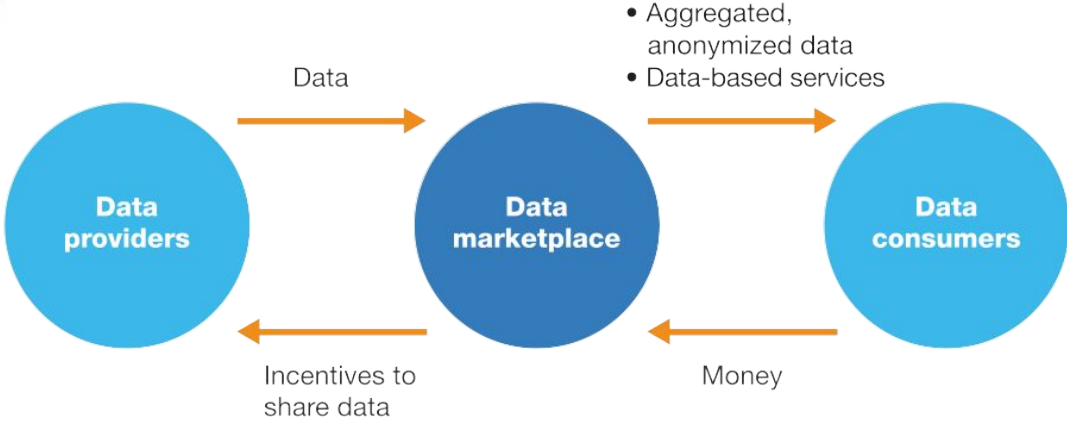 • Aggregated,
anonymized data
• Data-based services
Data
Data
providers
Data
marketplace
Data
consumers
Incentives to
share data
Money